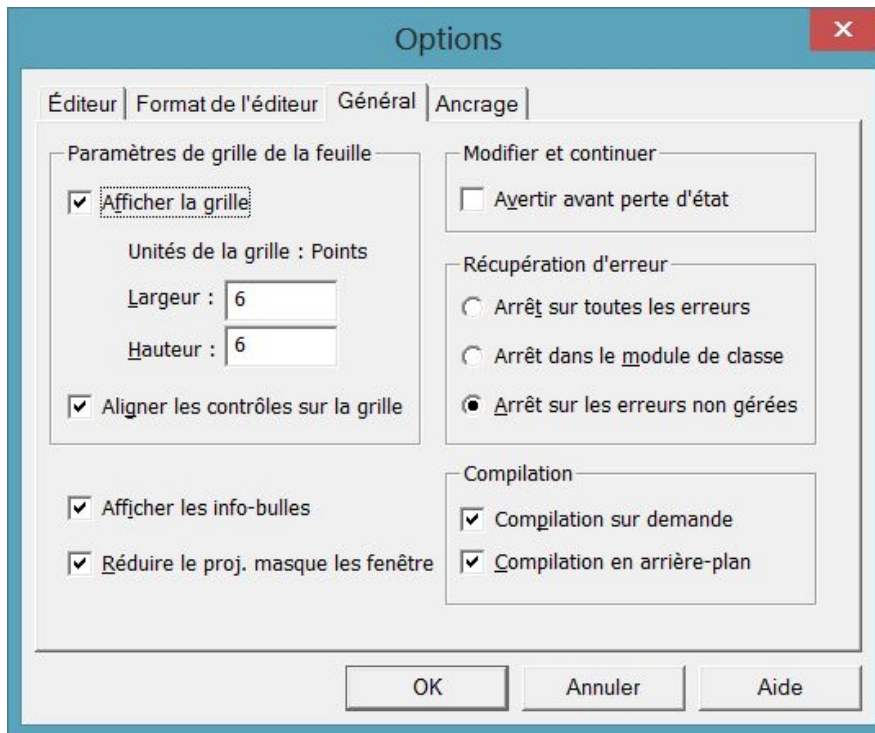 Options
Éditeur
Format de l'éditeur
Général
Ancrage
Paramètres de grille de la feuille
Afficher la grille
Unités de la grille : Points
Largeur : 6
Hauteur : 6
Aligner les contrôles sur la grille
Afficher les info-bulles
Réduire le proj. masque les fenêtre
Modifier et continuer
Avertir avant perte d'état
Récupération d'erreur
Arrêt sur toutes les erreurs
Arrêt dans le module de classe
Arrêt sur les erreurs non gérées
Compilation
Compilation sur demande
Compilation en arrière-plan
OK
Annuler
Aide